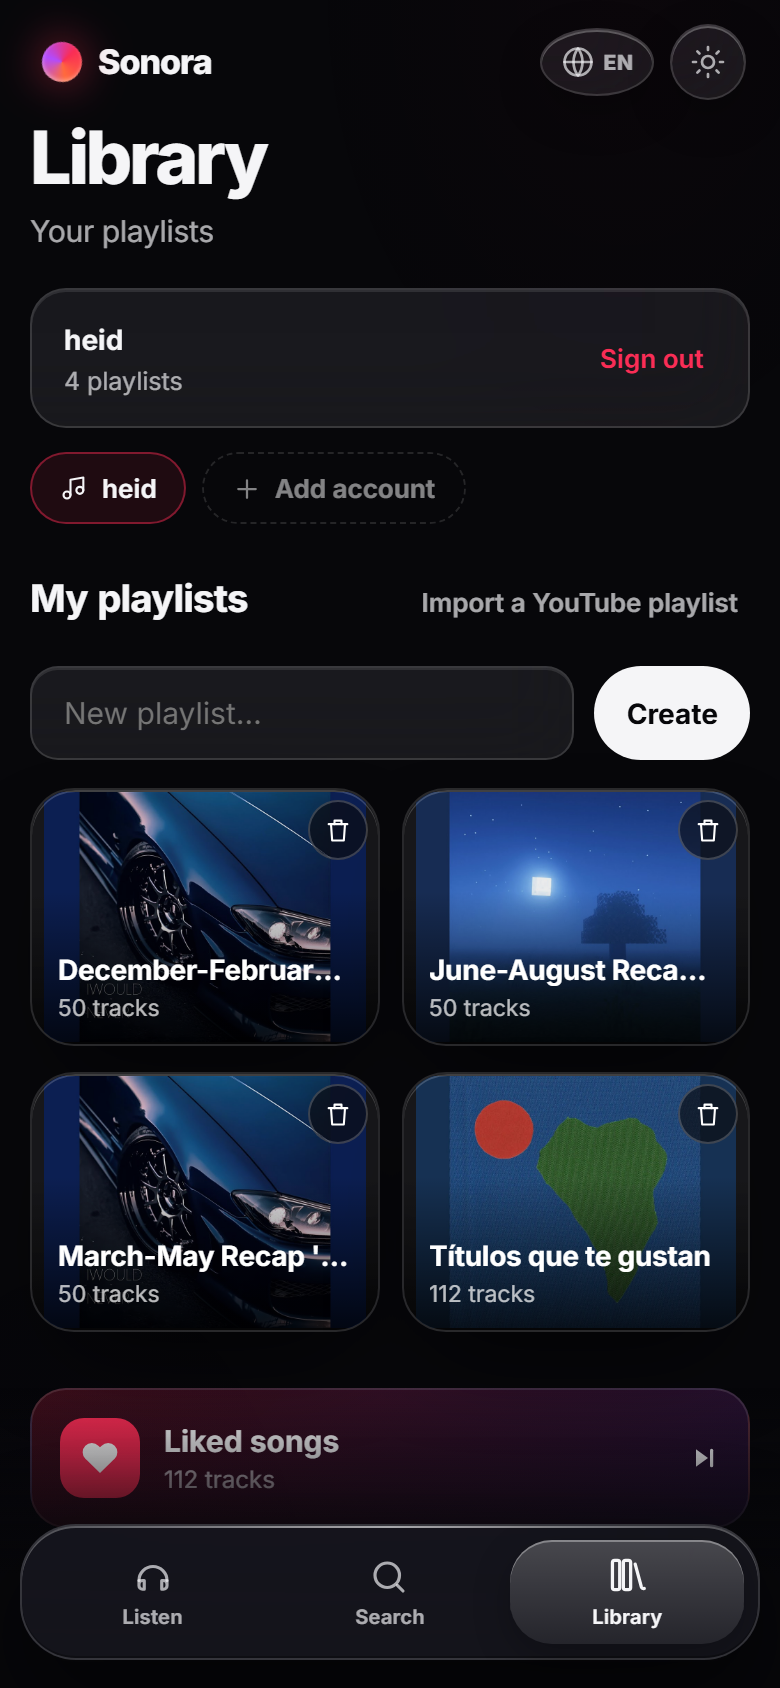 Sonora
EN
Library
Your playlists
heid
4 playlists
Sign out
heid
Add account
My playlists
Import a YouTube playlist
New playlist...
Create
December-Februar...
50 tracks
IWOULD
June-August Reca...
50 tracks
March-May Recap '...
50 tracks
IWOULD
Títulos que te gustan
112 tracks
Liked songs
112 tracks
Listen
Search
Library